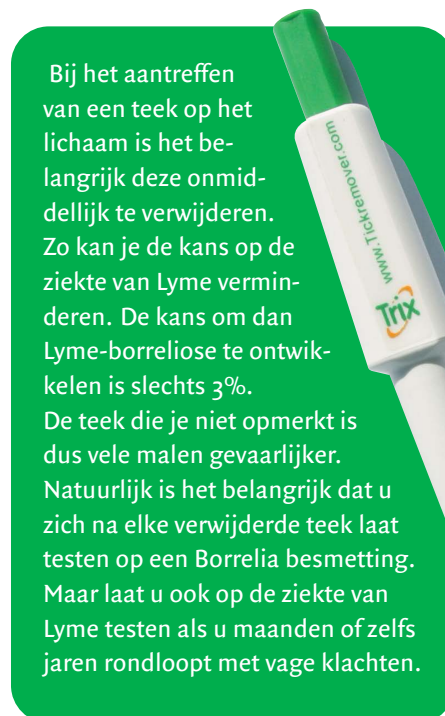 Bij het aantreffen
van een teek op het
lichaam is het be-
langrijk deze onmid-
dellijk te verwijderen.
Zo kan je de kans op de
ziekte van Lyme vermin-
deren. De kans om dan
Lyme-borreliose te ontwik-
kelen is slechts 3%.
De teek die je niet opmerkt is
dus vele malen gevaarlijker.
Natuurlijk is het belangrijk dat u
zich na elke verwijderde teek laat
testen op een Borrelia besmetting.
Maar laat u ook op de ziekte van
Lyme testen als u maanden of zelfs
jaren rondloopt met vage klachten.
www.Tickremover.com
Trix